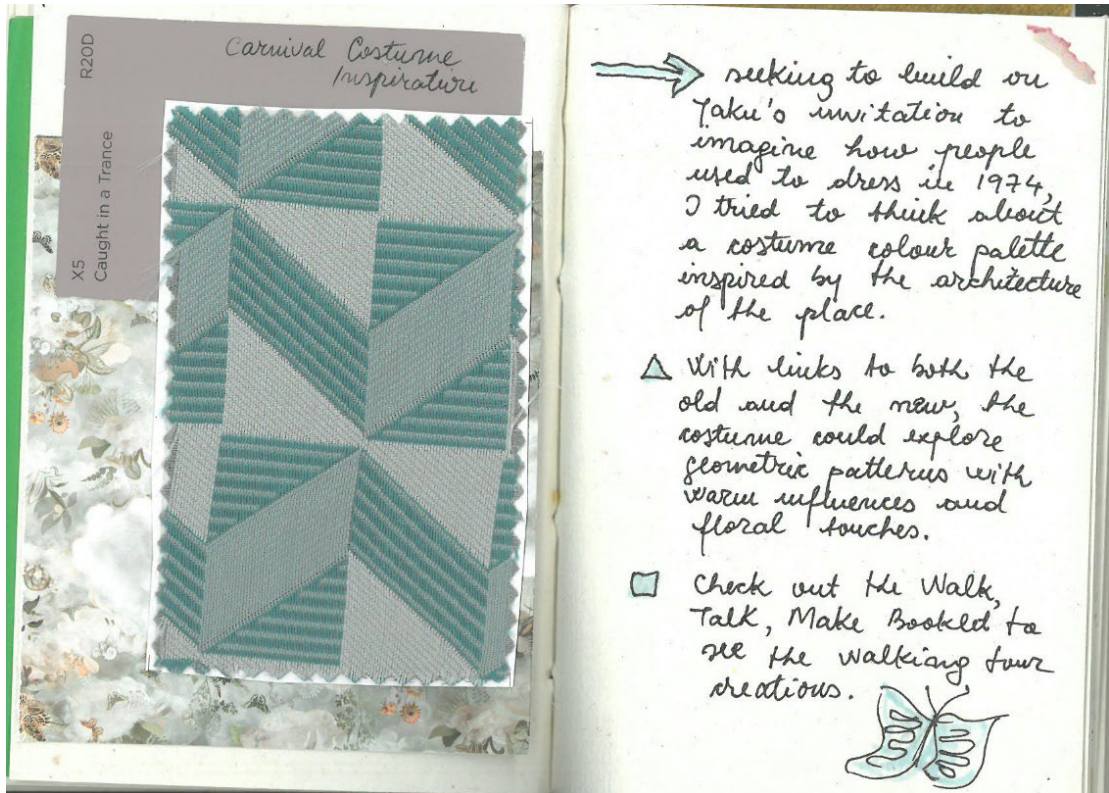 Carnival Costume
Inspirature
R20D
X5
Caught in a Trance
seeking to build on
Taku's invitation to
imagine how people
used to dress in 1974,
I tried to think about
a costume colour palette
inspired by the architecture
of the place.
With links to both the
old and the new, the
costume could explore
geometric patterns with
warm influences and
floral touches.
Check out the Walk,
Talk, Make Booklet to
see the walking tour
creations.